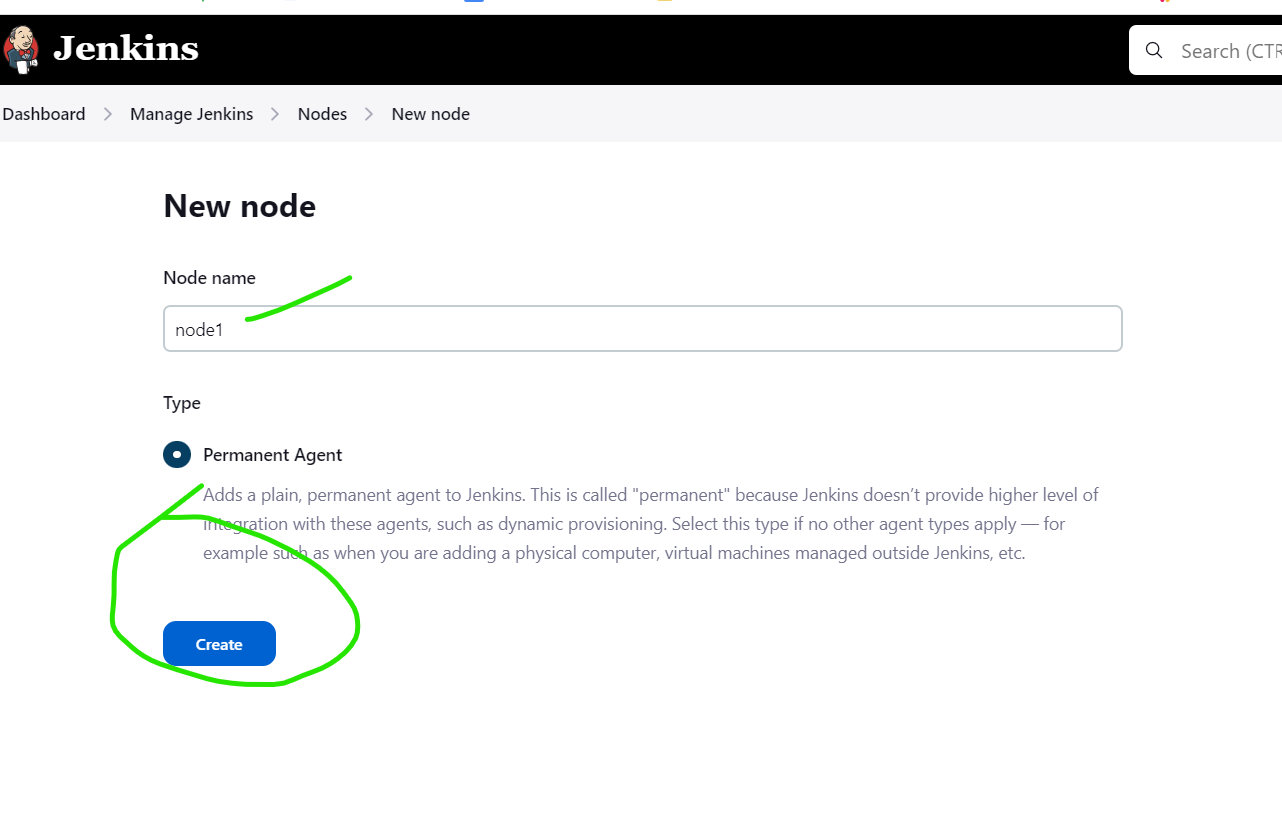 Jenkins
Search (CTR
Dashboard > Manage Jenkins > Nodes > New node
New node
Node name
node1
Type
Permanent Agent
Adds a plain, permanent agent to Jenkins. This is called "permanent" because Jenkins doesn’t provide higher level of
integration with these agents, such as dynamic provisioning. Select this type if no other agent types apply — for
example such as when you are adding a physical computer, virtual machines managed outside Jenkins, etc.
Create